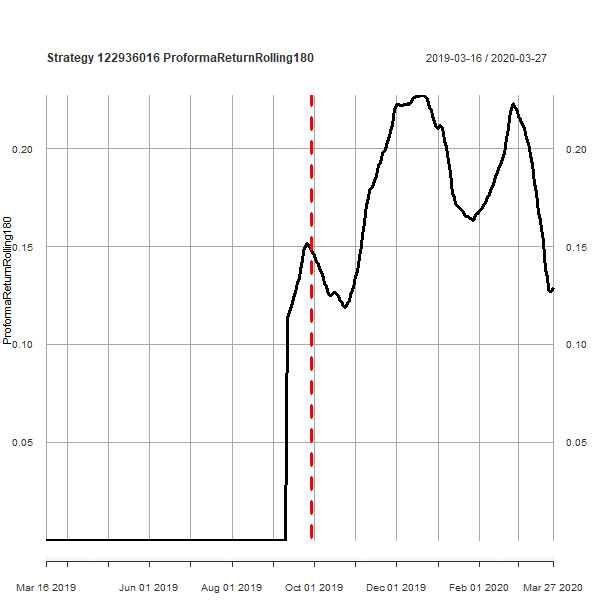 Strategy 122936016 ProformaReturnRolling180
2019-03-16 / 2020-03-27
ProformaReturnRolling180
0.20 0.20
0.15 0.15
0.10 0.10
0.05 0.05
Mar 16 2019 Jun 01 2019 Aug 01 2019 Oct 01 2019 Dec 01 2019 Feb 01 2020 Mar 27 2020